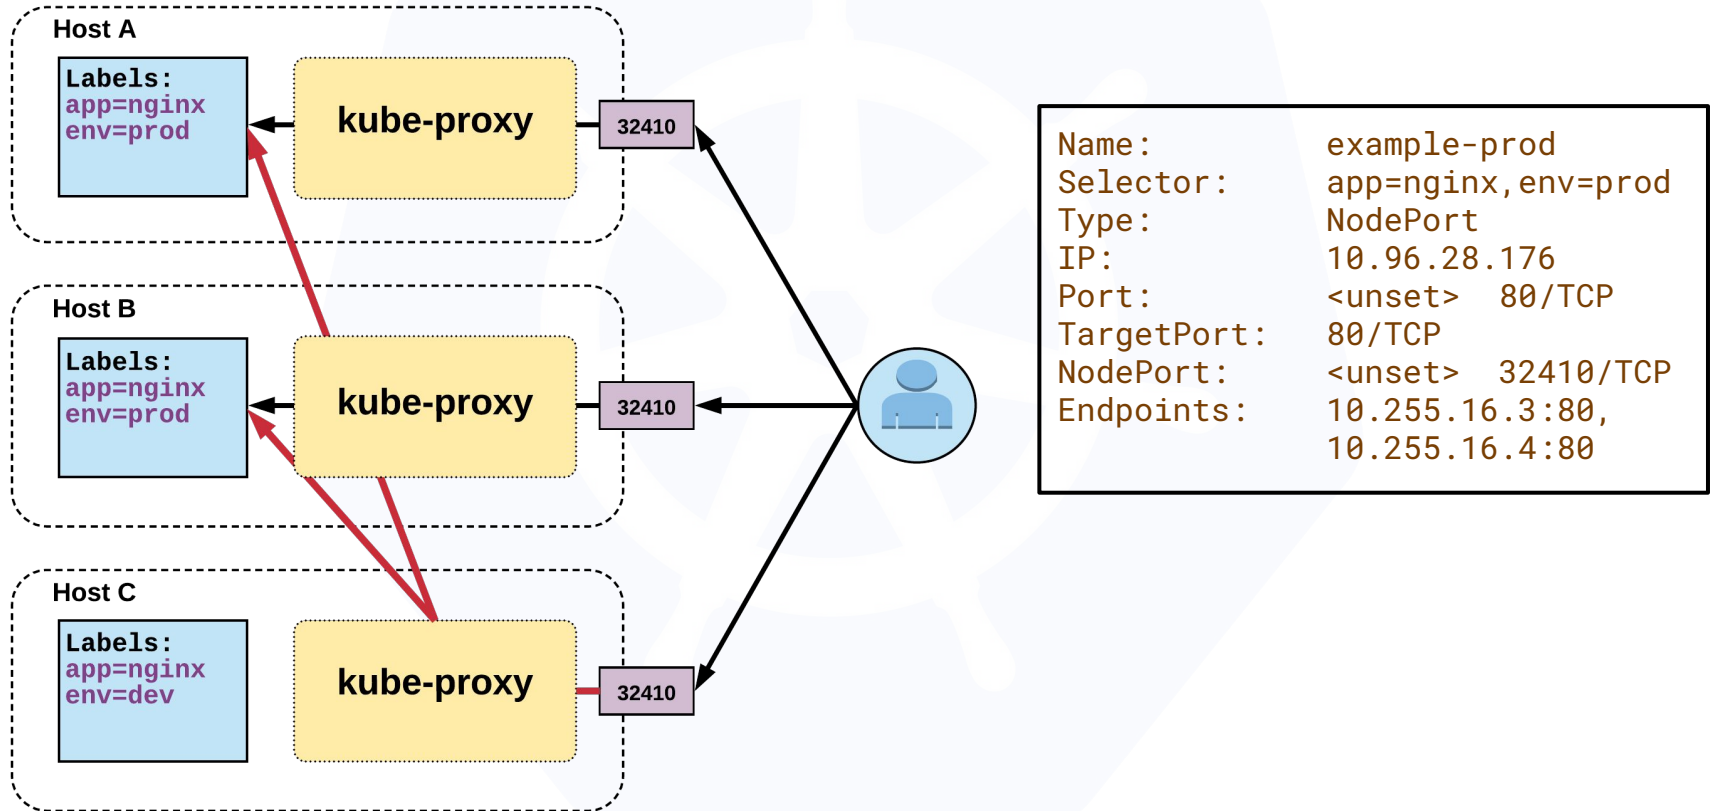 Host A
Labels:
app=nginx
env=prod
kube-proxy
32410
Host B
Labels:
app=nginx
env=prod
kube-proxy
32410
Host C
Labels:
app=nginx
env=dev
kube-proxy
32410
Name: example-prod
Selector: app=nginx,env=prod
Type: NodePort
IP: 10.96.28.176
Port: <unset> 80/TCP
TargetPort: 80/TCP
NodePort: <unset> 32410/TCP
Endpoints: 10.255.16.3:80,
10.255.16.4:80